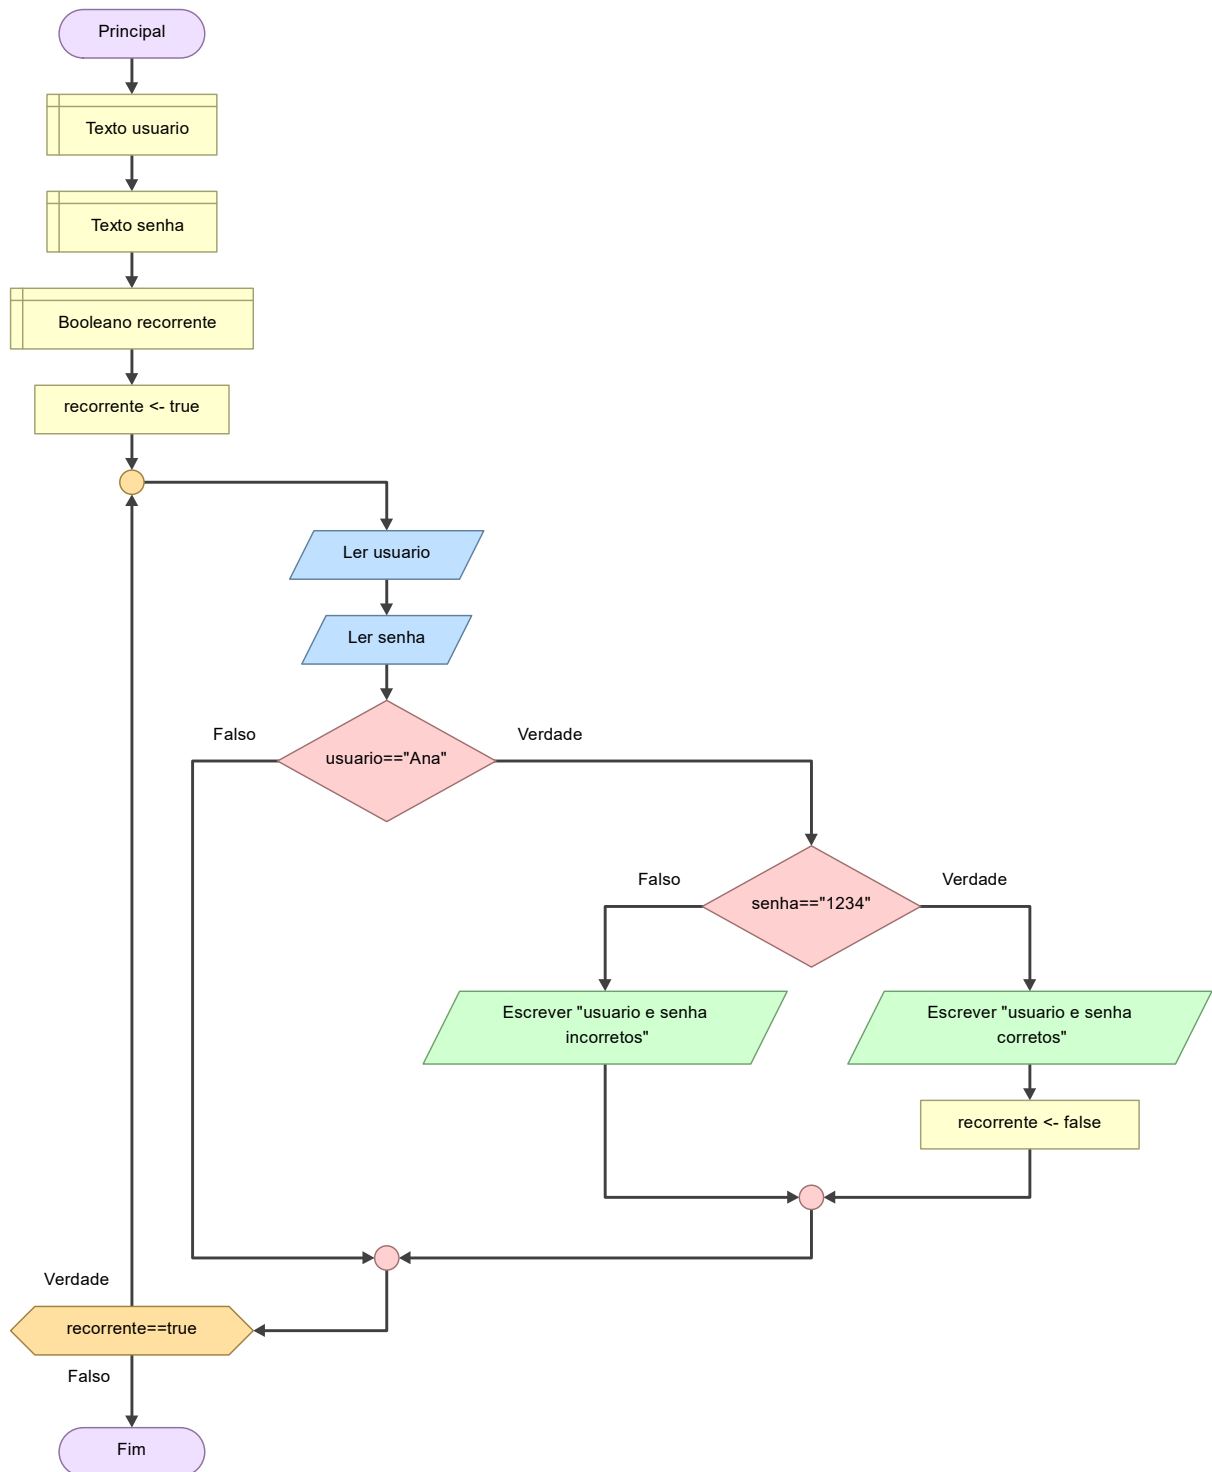 Principal
Texto usuario
Texto senha
Booleano recorrente
recorrente <- true
Ler usuario
Ler senha
Falso
Verdade
usuario=="Ana"
Falso
Verdade
senha=="1234"
Escrever "usuario e senha
incorretos"
Escrever "usuario e senha
corretos"
recorrente <- false
Verdade
recorrente==true
Falso
Fim